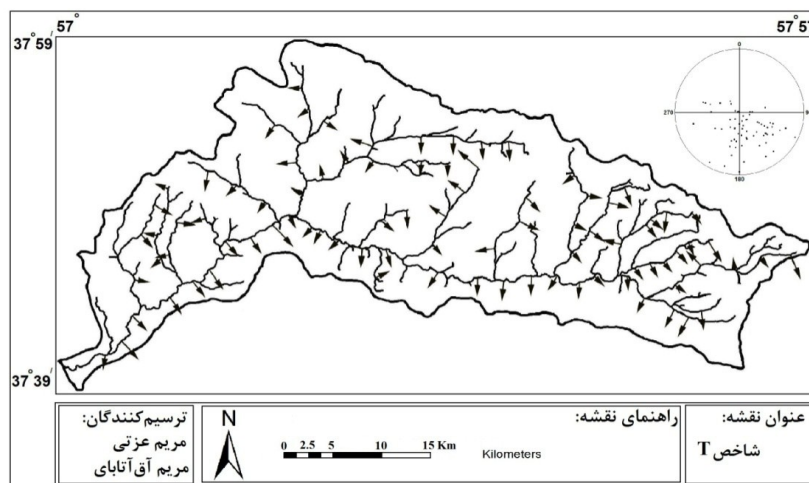 57°
57°57
37°59′
0
270
9
180
37°39′
عنوان نقشه:
شاخص T
راهنمای نقشه:
N
0 2.5 5 10 15 Km
Kilometers
ترسیم‌کنندگان:
مریم عزتی
مریم آق‌آتابای